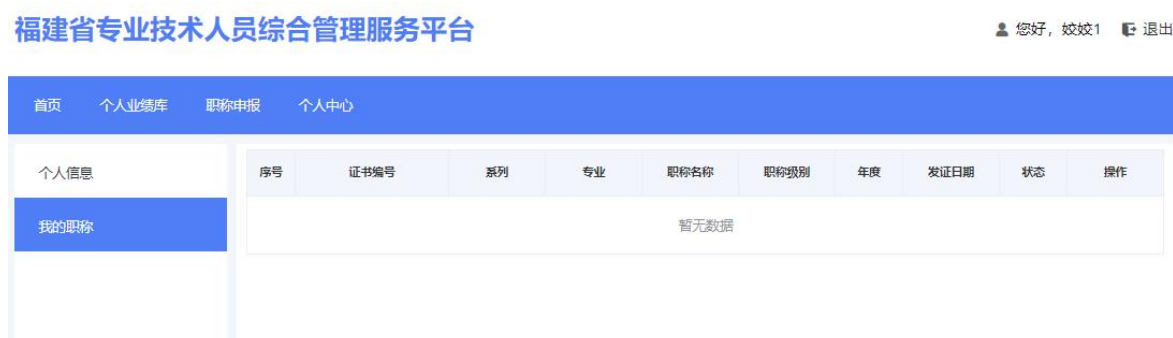 福建省专业技术人员综合管理服务平台
您好，姣姣1 退出
首页 个人业绩库 职称申报 个人中心
个人信息
我的职称
序号 证书编号 系列 专业 职称名称 职称级别 年度 发证日期 状态 操作
暂无数据